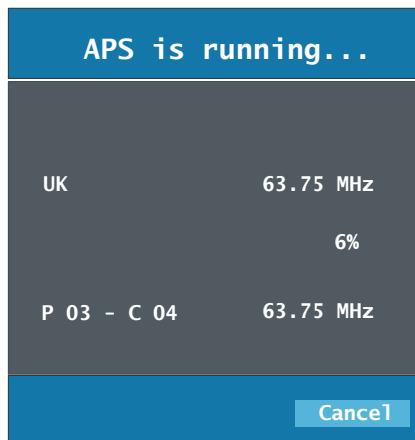 APS is running...
UK 63.75 MHz
6%
P 03 - C 04 63.75 MHz
Cancel